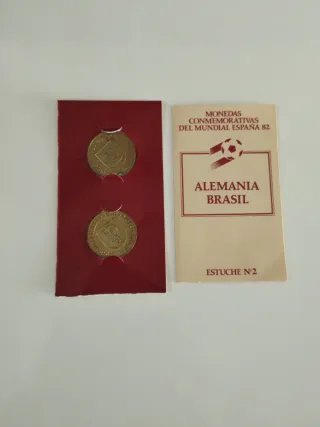 MONEDAS
CONMEMORATIVAS
DEL MUNDIAL ESPAÑA 82
ALEMANIA
BRASIL
ESTUCHE Nº2